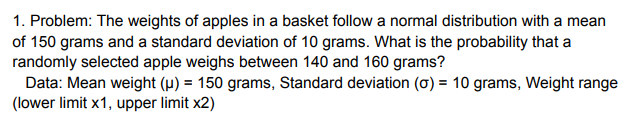 1. Problem: The weights of apples in a basket follow a normal distribution with a mean
of 150 grams and a standard deviation of 10 grams. What is the probability that a
randomly selected apple weighs between 140 and 160 grams?
Data: Mean weight (μ) = 150 grams, Standard deviation (σ) = 10 grams, Weight range
(lower limit x1, upper limit x2)